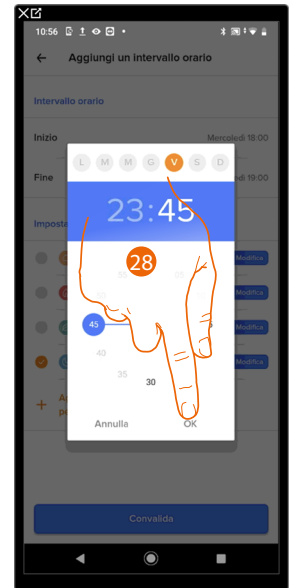 10:56
Aggiungi un intervallo orario
Intervallo orario
Inizio Mercoledì 18:00
Fine 19:00
L M M G V S D
23:45
28
Modifica
Modifica
45
40
Modifica
35
30
Modifica
Annulla OK
Convalida